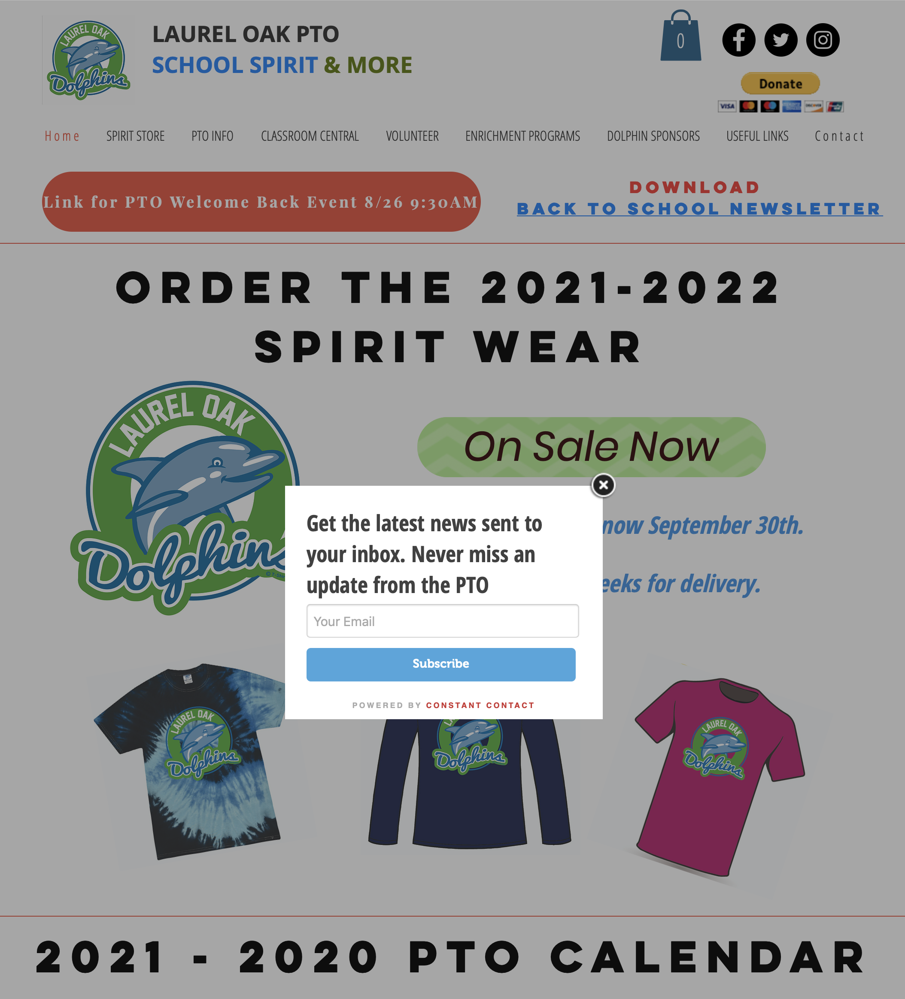 LAUREL OAK
Dolphins
LAUREL OAK PTO
SCHOOL SPIRIT & MORE
0
Donate
VISA
DISCOVER
Home SPIRIT STORE PTO INFO CLASSROOM CENTRAL VOLUNTEER ENRICHMENT PROGRAMS DOLPHIN SPONSORS USEFUL LINKS Contact
Link for PTO Welcome Back Event 8/26 9:30AM
DOWNLOAD
BACK TO SCHOOL NEWSLETTER
ORDER THE 2021-2022
SPIRIT WEAR
LAUREL OAK
Dolphins
On Sale Now
now September 30th.
for delivery.
Get the latest news sent to
your inbox. Never miss an
update from the PTO
Your Email
Subscribe
POWERED BY CONSTANT CONTACT
LAUREL OAK
Dolphins
Dolphins
LAUREL OAK
Dolphins
2021 - 2020 PTO CALENDAR